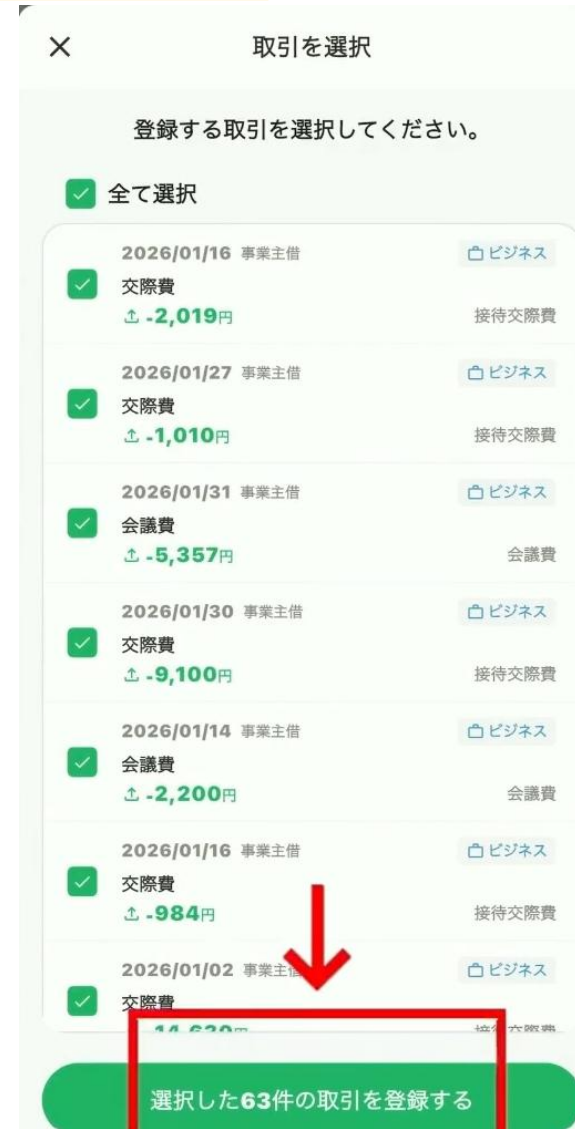 取引を選択
登録する取引を選択してください。
全て選択
2026/01/16 事業主借 ビジネス
交際費
-2,019円 接待交際費
2026/01/27 事業主借 ビジネス
交際費
-1,010円 接待交際費
2026/01/31 事業主借 ビジネス
会議費
-5,357円 会議費
2026/01/30 事業主借 ビジネス
交際費
-9,100円 接待交際費
2026/01/14 事業主借 ビジネス
会議費
-2,200円 会議費
2026/01/16 事業主借 ビジネス
交際費
-984円 接待交際費
2026/01/02 事業主借 ビジネス
交際費
選択した63件の取引を登録する